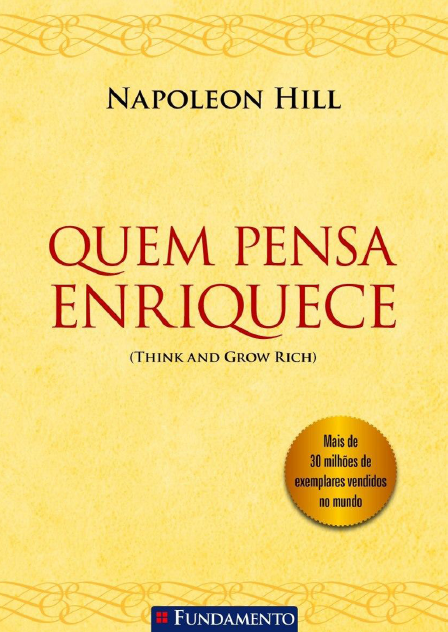 NAPOLEON HILL
QUEM PENSA
ENRIQUECE
(THINK AND GROW RICH)
Mais de
30 milhões de
exemplares vendidos
no mundo
FUNDAMENTO